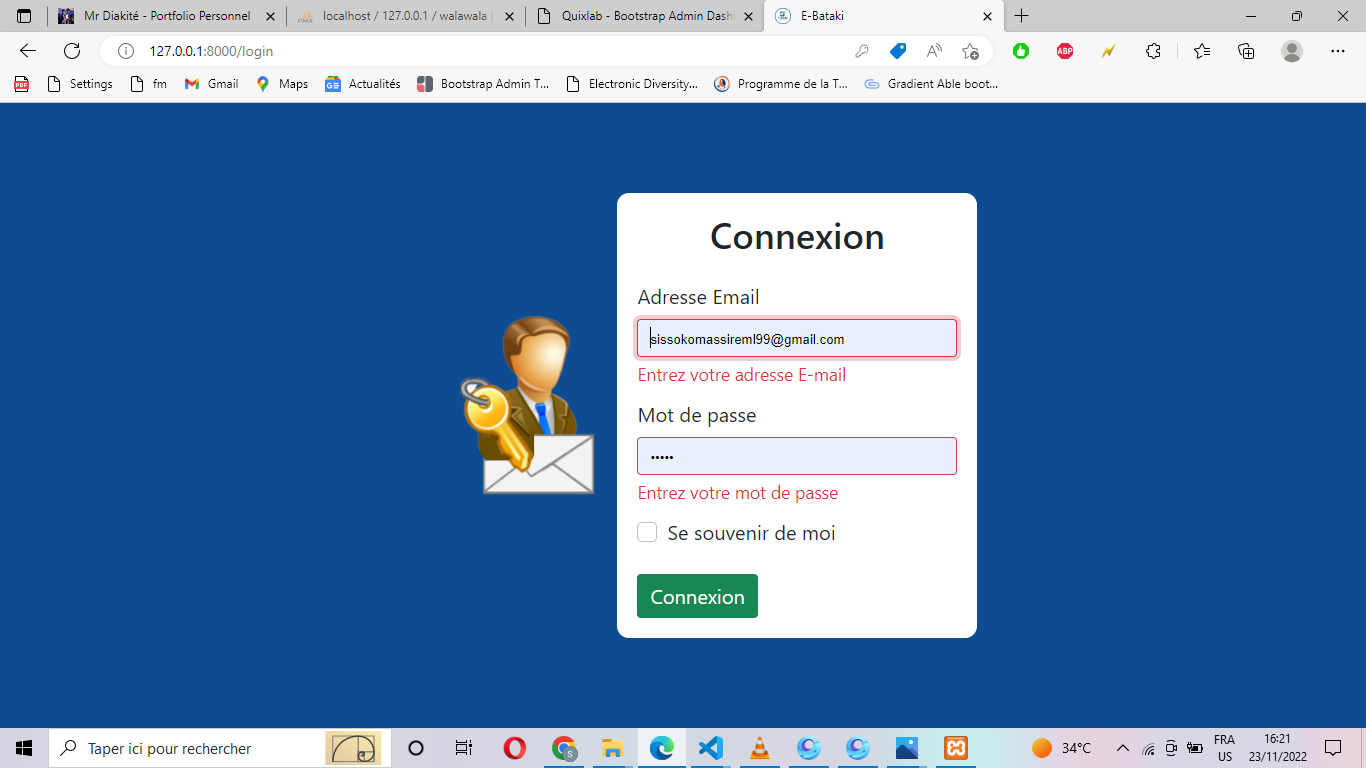 Mr Diakité - Portfolio Personnel
localhost / 127.0.0.1 / walawala |
Quixlab - Bootstrap Admin Dash
E-Bataki
127.0.0.1:8000/login
ABP
PDF
Settings
fm
Gmail
Maps
Actualités
Bootstrap Admin T...
Electronic Diversity...
Programme de la T...
Gradient Able boot...
Connexion
Adresse Email
sissokomassireml99@gmail.com
Entrez votre adresse E-mail
Mot de passe
•••••
Entrez votre mot de passe
Se souvenir de moi
Connexion
Taper ici pour rechercher
34°C
FRA
US
16:21
23/11/2022